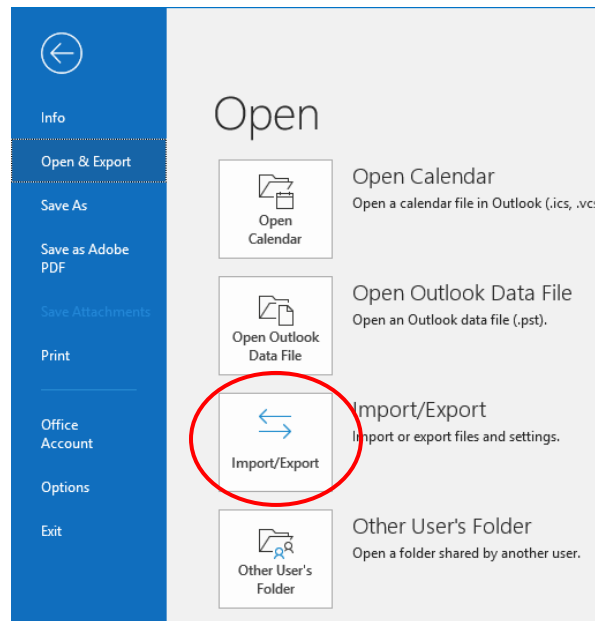 Info
Open & Export
Save As
Save as Adobe
PDF
Save Attachments
Print
Office
Account
Options
Exit
Open
Open
Calendar
Open Calendar
Open a calendar file in Outlook (.ics, .vcs
Open Outlook
Data File
Open Outlook Data File
Open an Outlook data file (.pst).
Import/Export
Import/Export
Import or export files and settings.
Other User's
Folder
Other User's Folder
Open a folder shared by another user.